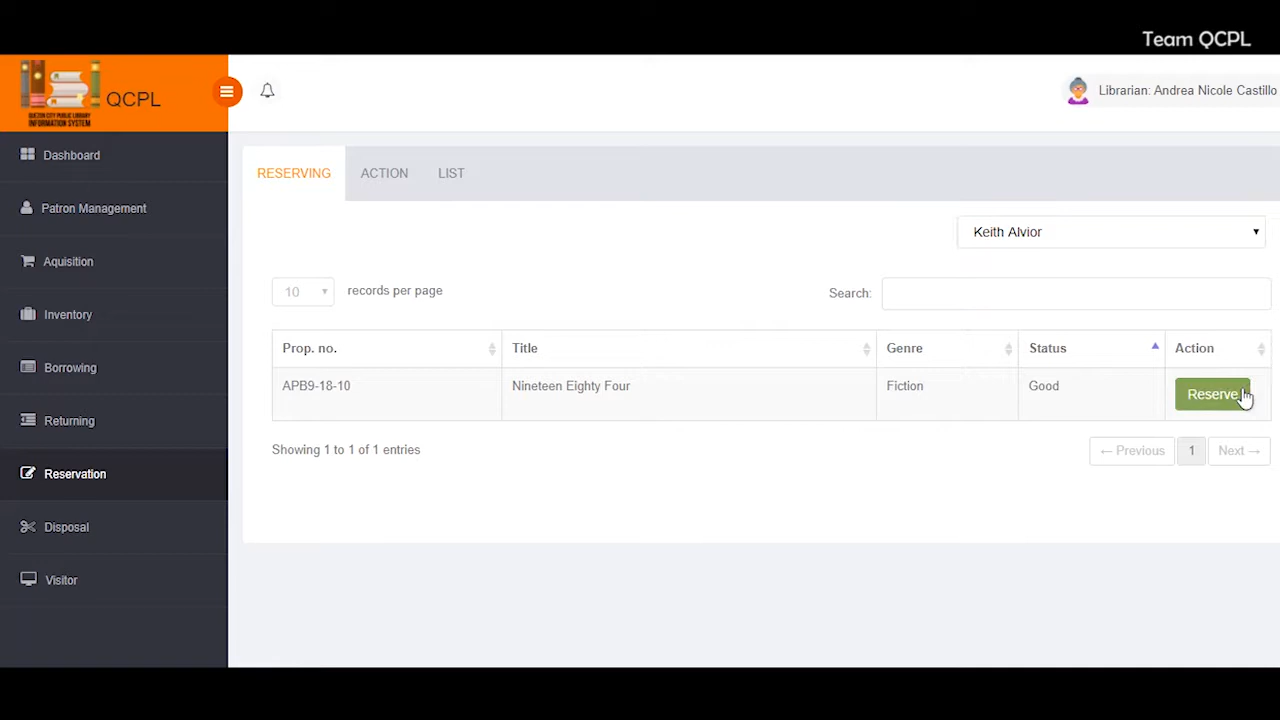 Team QCPL
QCPL
QUEZON CITY PUBLIC LIBRARY
INFORMATION SYSTEM
Librarian: Andrea Nicole Castillo
Dashboard
Patron Management
Aquisition
Inventory
Borrowing
Returning
Reservation
Disposal
Visitor
RESERVING ACTION LIST
Keith Alvior
10 records per page Search:
Prop. no. Title Genre Status Action
APB9-18-10 Nineteen Eighty Four Fiction Good Reserve
Showing 1 to 1 of 1 entries ← Previous 1 Next →